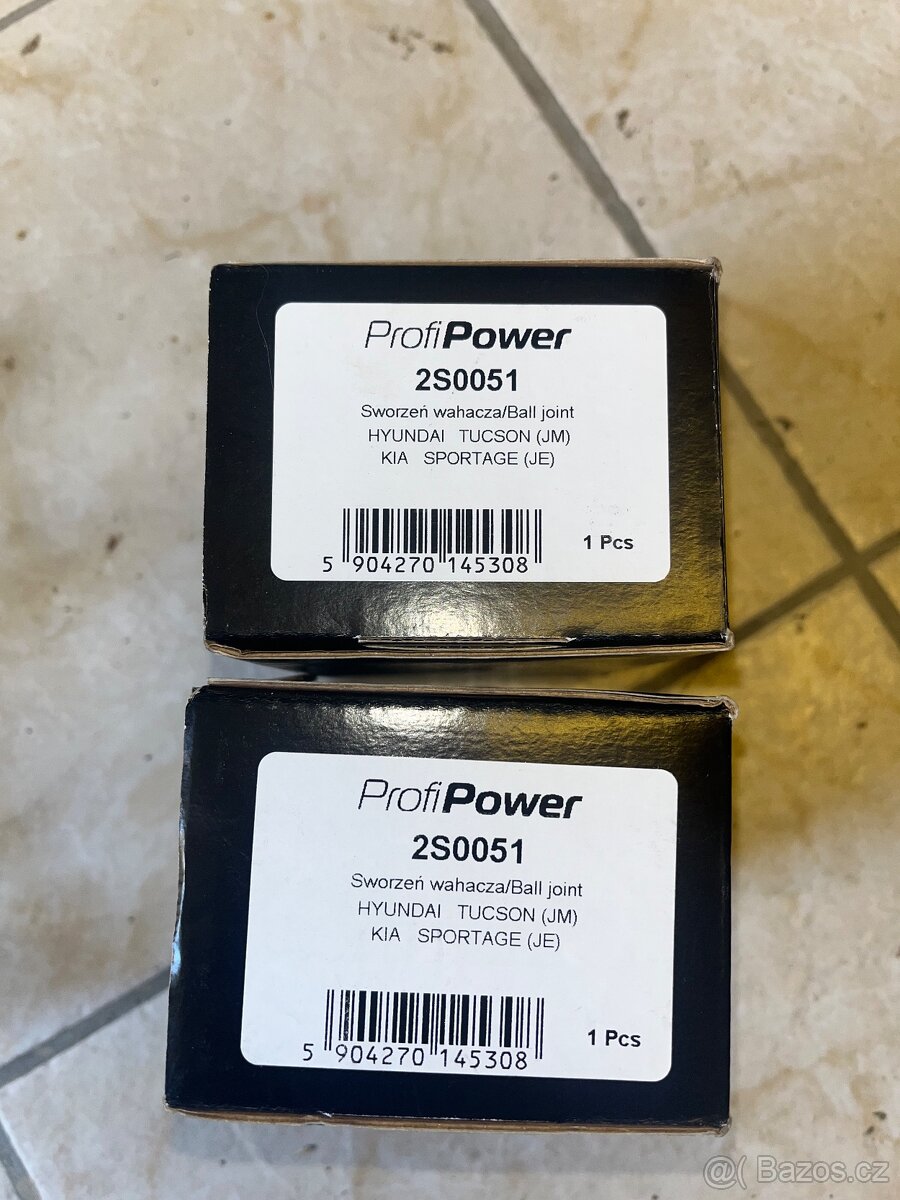 ProfiPower
2S0051
Sworzeń wahacza/Ball joint
HYUNDAI TUCSON (JM)
KIA SPORTAGE (JE)
1 Pcs
5 904270 145308
ProfiPower
2S0051
Sworzeń wahacza/Ball joint
HYUNDAI TUCSON (JM)
KIA SPORTAGE (JE)
1 Pcs
5 904270 145308
@( Bazos.cz